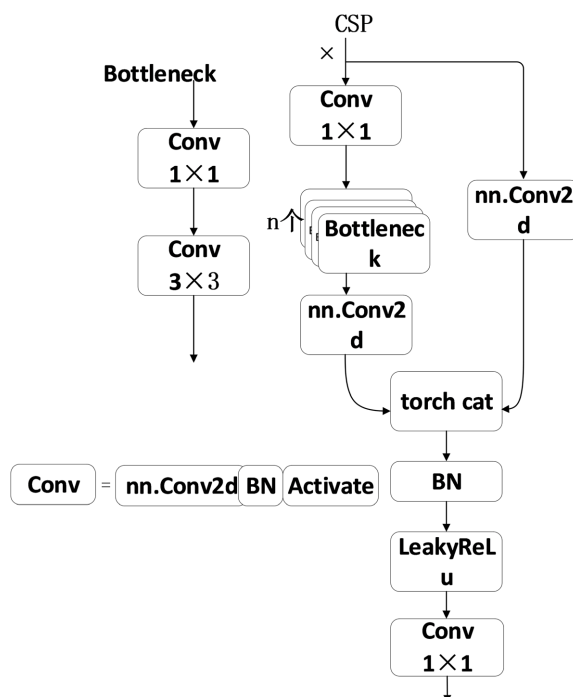 CSP
×
Bottleneck
Conv
1×1
Conv
1×1
nn.Conv2
d
n个
Bottlenec
k
Conv
3×3
nn.Conv2
d
torch cat
Conv = nn.Conv2d BN Activate
BN
LeakyReL
u
Conv
1×1